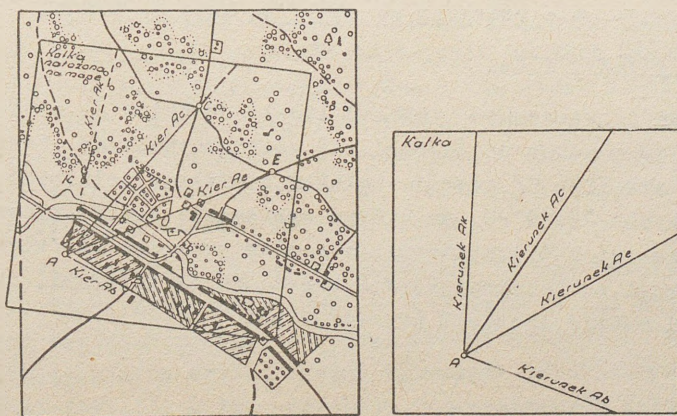 Kalka
nałożona
na mapę
Kier Ak
Kier Ac
C
K
E
Kier Ae
A
Kier Ab
Kalka
Kierunek Ak
Kierunek Ac
Kierunek Ae
A
Kierunek Ab